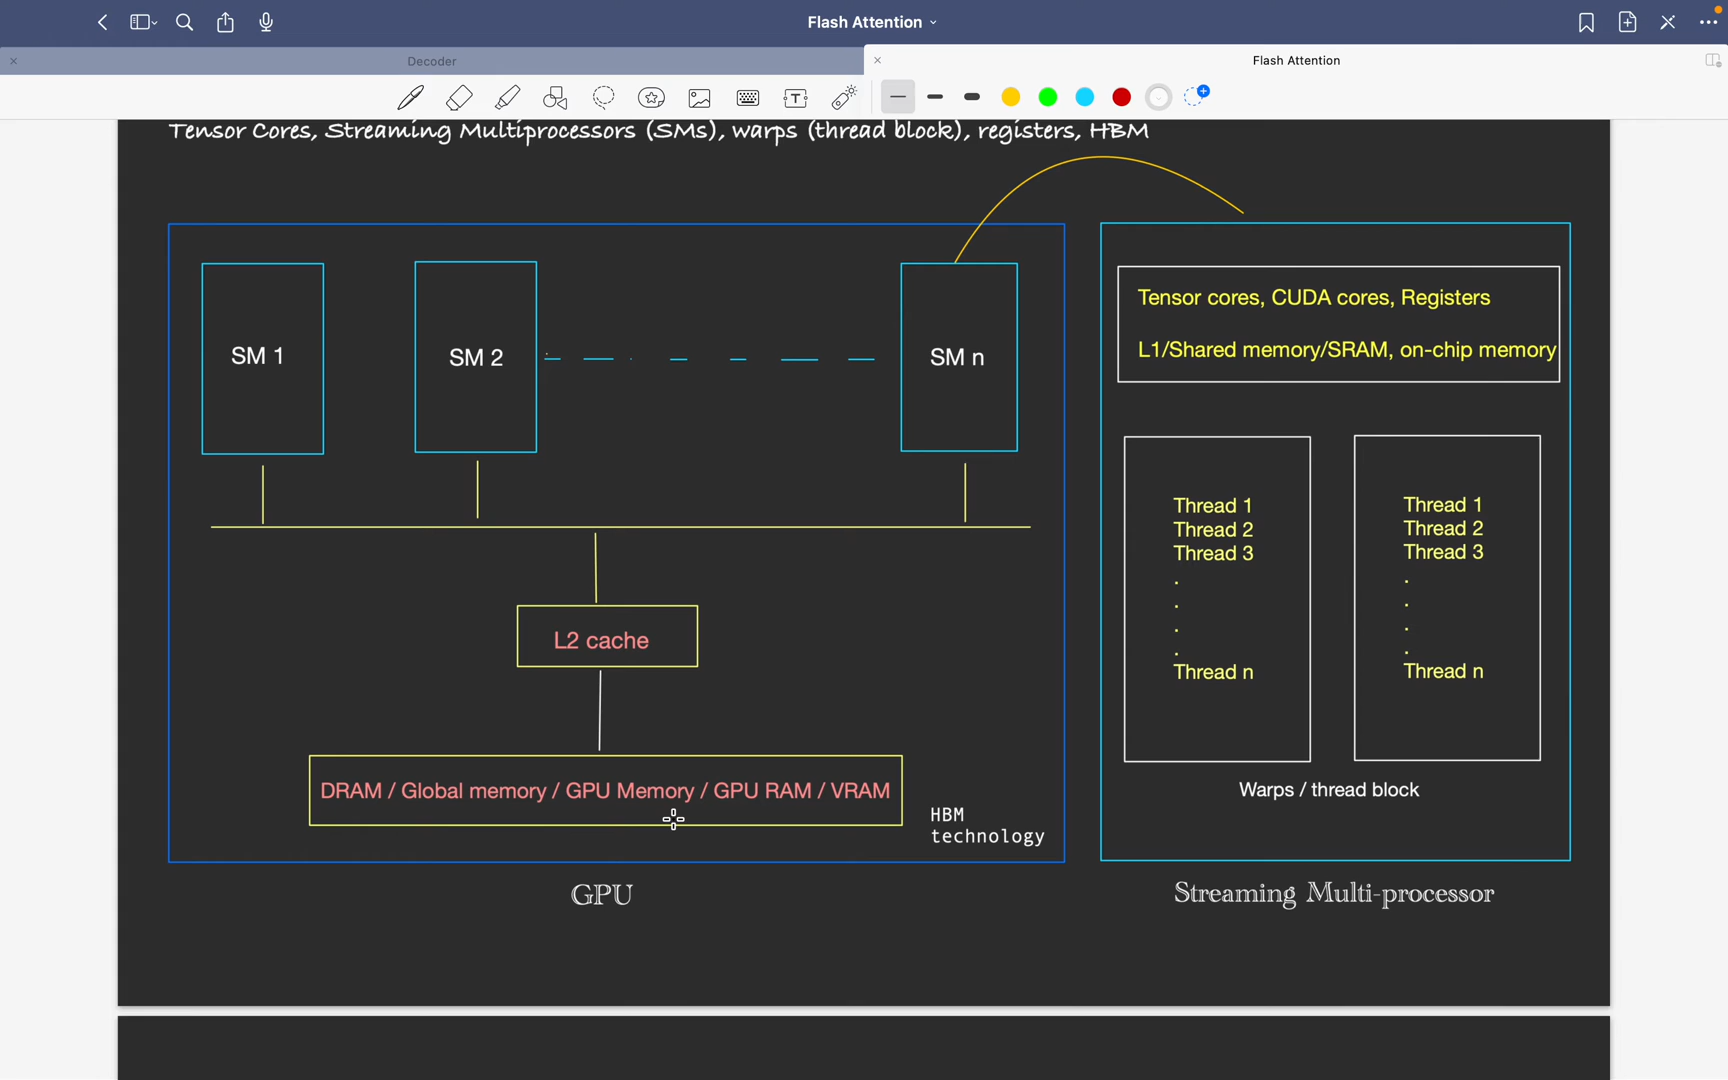 Flash Attention
Decoder
Flash Attention
Tensor Cores, Streaming Multiprocessors (SMs), warps (thread block), registers, HBM
SM 1
SM 2
SM n
L2 cache
DRAM / Global memory / GPU Memory / GPU RAM / VRAM
HBM
technology
GPU
Tensor cores, CUDA cores, Registers
L1/Shared memory/SRAM, on-chip memory
Thread 1
Thread 2
Thread 3
.
.
.
.
Thread n
Thread 1
Thread 2
Thread 3
.
.
.
.
Thread n
Warps / thread block
Streaming Multi-processor